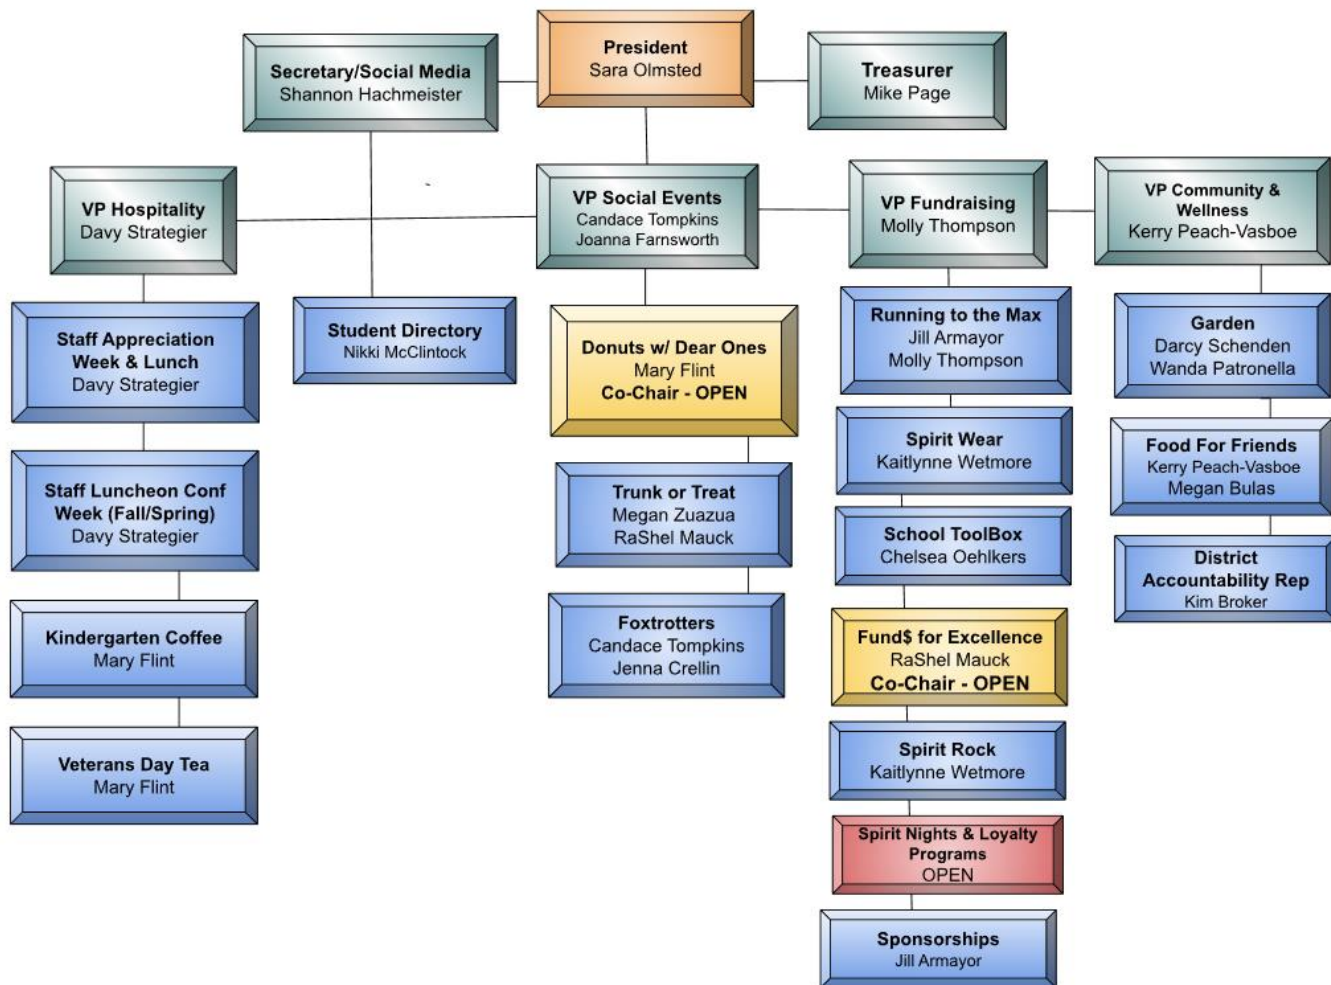 President
Sara Olmsted
Secretary/Social Media
Shannon Hachmeister
Treasurer
Mike Page
VP Hospitality
Davy Strategier
VP Social Events
Candace Tompkins
Joanna Farnsworth
VP Fundraising
Molly Thompson
VP Community &
Wellness
Kerry Peach-Vasboe
Staff Appreciation
Week & Lunch
Davy Strategier
Staff Luncheon Conf
Week (Fall/Spring)
Davy Strategier
Kindergarten Coffee
Mary Flint
Veterans Day Tea
Mary Flint
Student Directory
Nikki McClintock
Donuts w/ Dear Ones
Mary Flint
Co-Chair - OPEN
Trunk or Treat
Megan Zuazua
RaShel Mauck
Foxtrotters
Candace Tompkins
Jenna Crellin
Running to the Max
Jill Armayor
Molly Thompson
Spirit Wear
Kaitlynne Wetmore
School ToolBox
Chelsea Oehlkers
Fund$ for Excellence
RaShel Mauck
Co-Chair - OPEN
Spirit Rock
Kaitlynne Wetmore
Spirit Nights & Loyalty
Programs
OPEN
Sponsorships
Jill Armayor
Garden
Darcy Schenden
Wanda Patronella
Food For Friends
Kerry Peach-Vasboe
Megan Bulas
District
Accountability Rep
Kim Broker